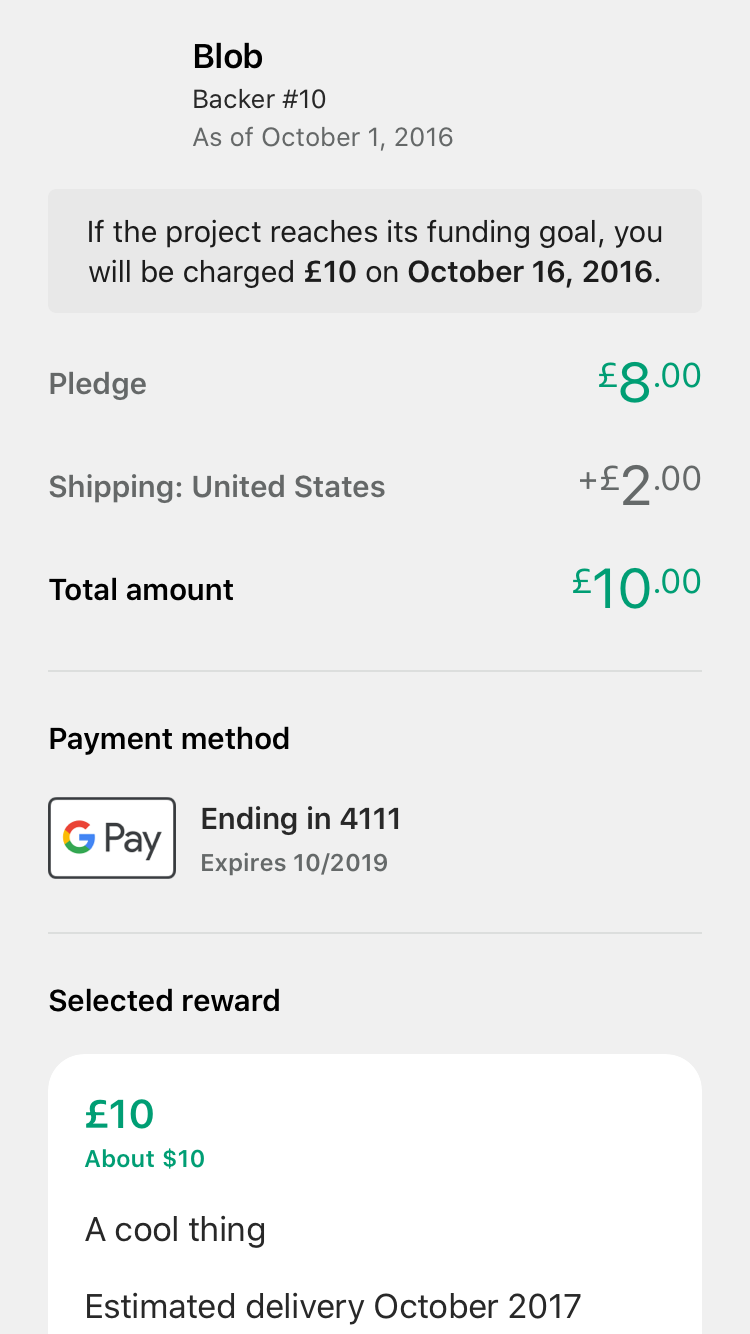 Blob
Backer #10
As of October 1, 2016
If the project reaches its funding goal, you
will be charged £10 on October 16, 2016.
Pledge £8.00
Shipping: United States +£2.00
Total amount £10.00
Payment method
G Pay
Ending in 4111
Expires 10/2019
Selected reward
£10
About $10
A cool thing
Estimated delivery October 2017